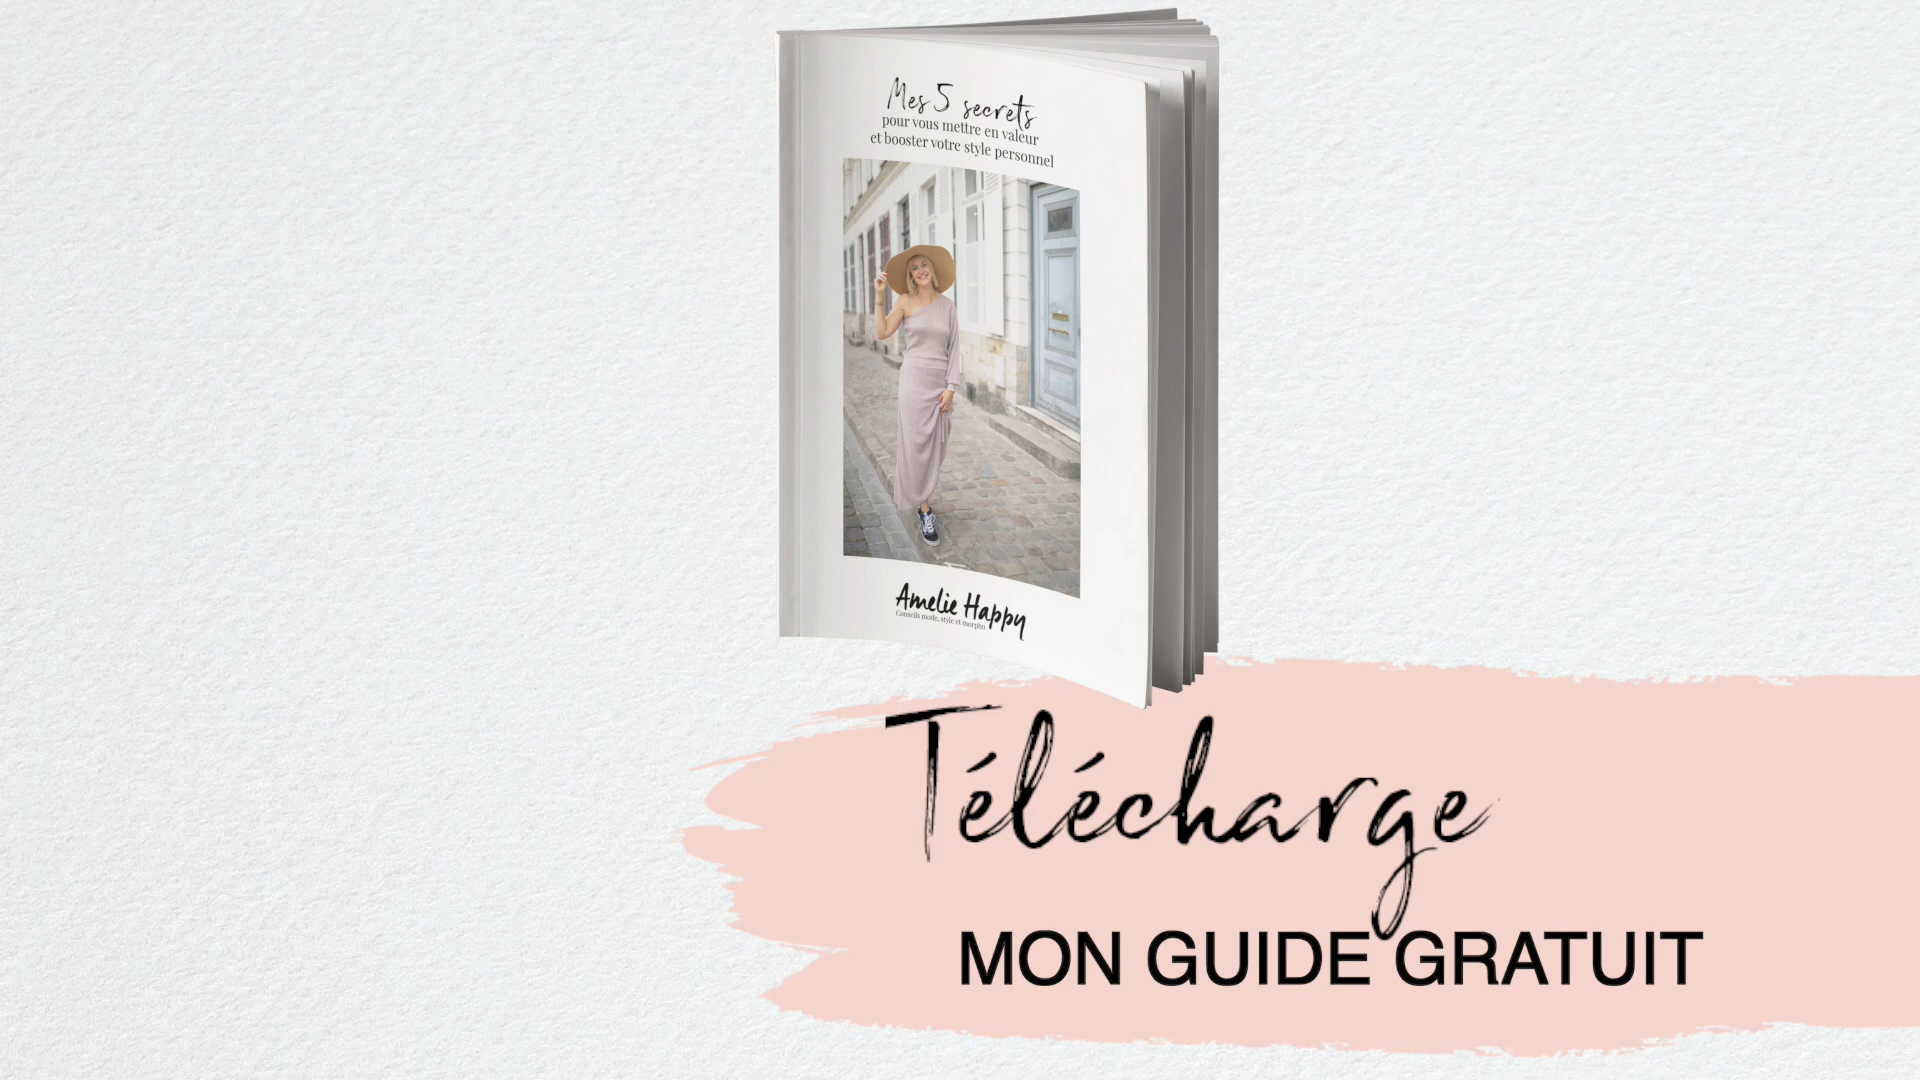 Mes 5 secrets
pour vous mettre en valeur
et booster votre style personnel
Amelie Happy
Conseils mode, style et morpho
Télécharge
MON GUIDE GRATUIT